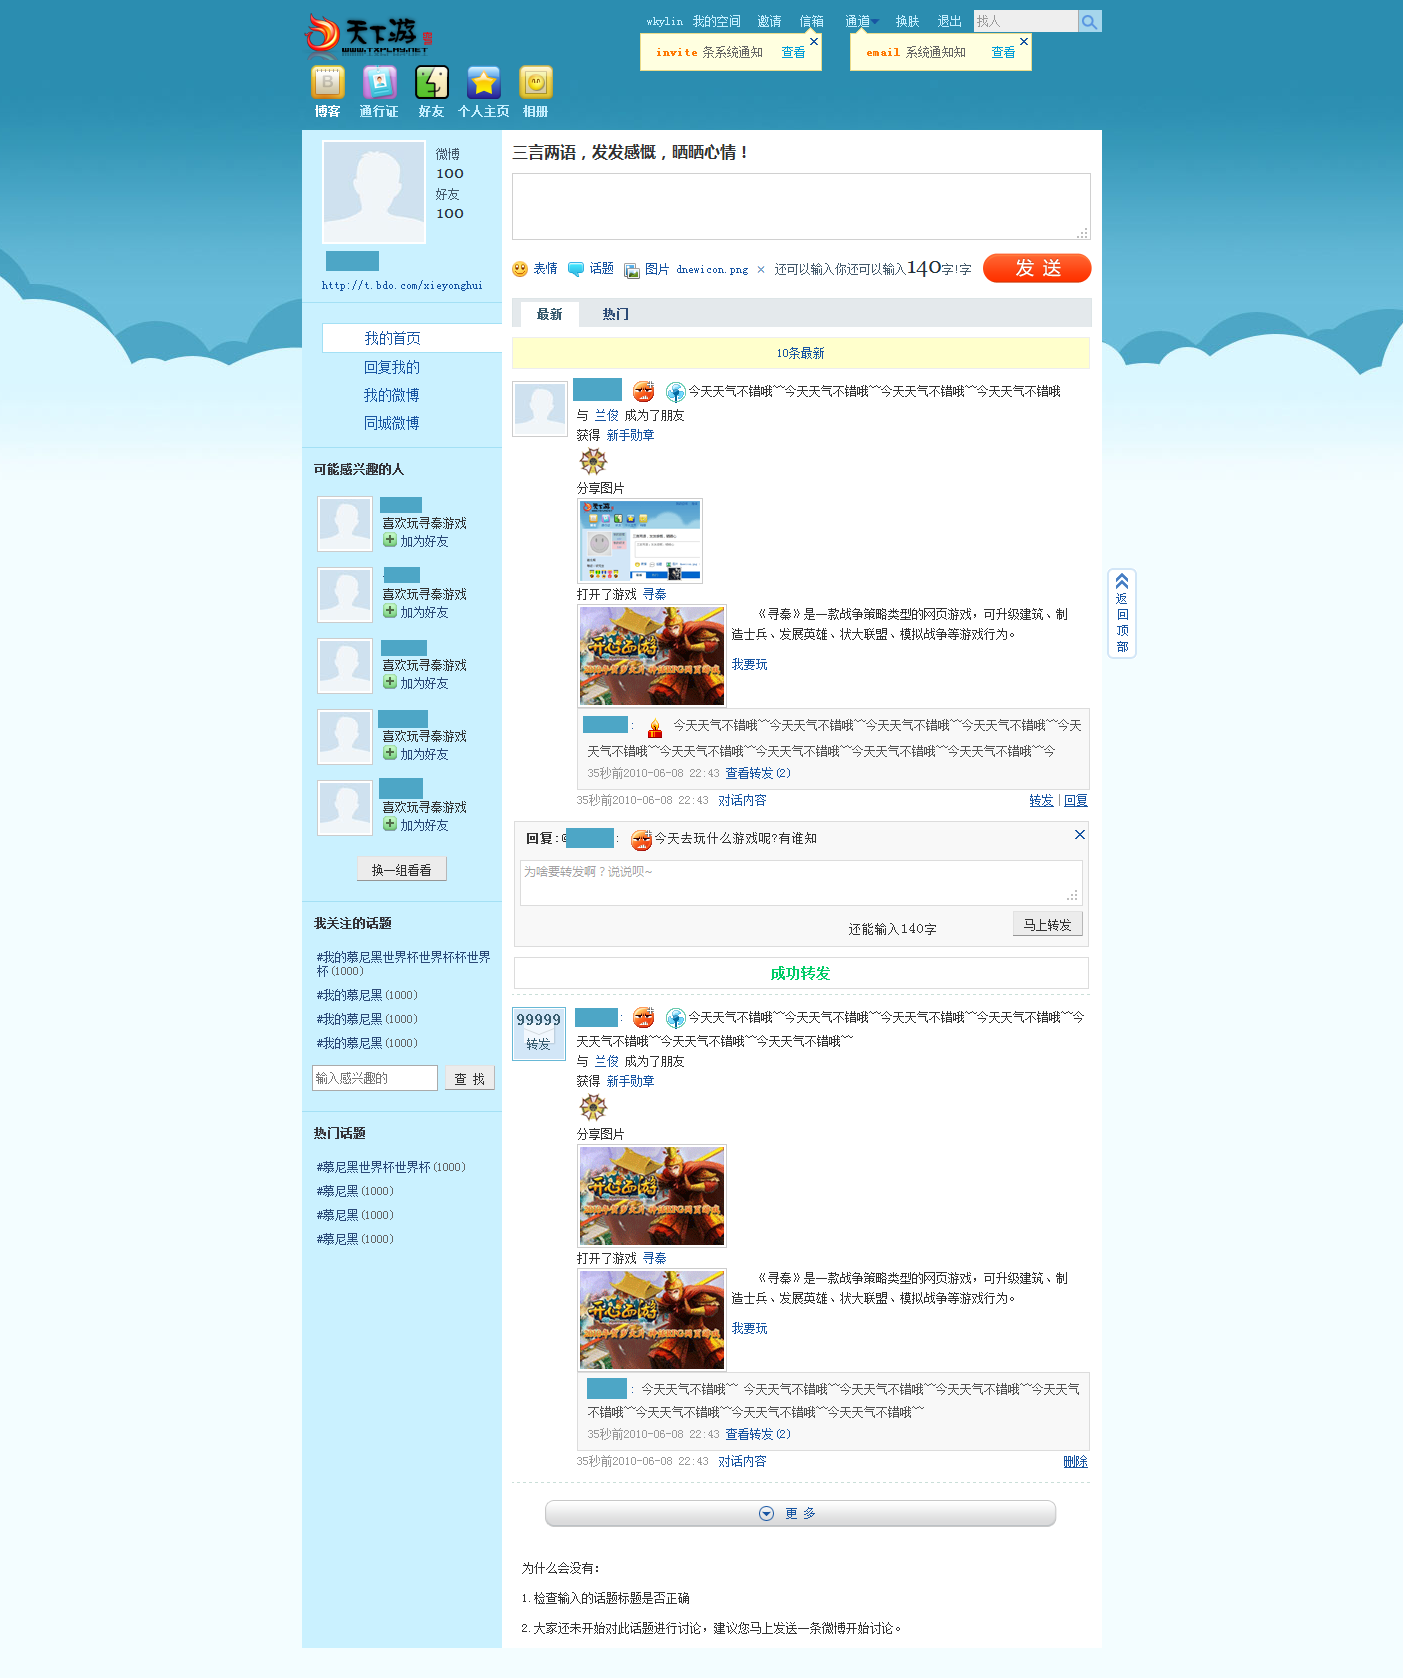 天下游
WWW.TXPLAY.NET
wkylin 我的空间 邀请 信箱 通道 换肤 退出 找人
invite 条系统通知 查看
email 系统通知知 查看
博客 通行证 好友 个人主页 相册
微博
100
好友
100
http://t.bdo.com/xieyonghui
我的首页
回复我的
我的微博
同城微博
可能感兴趣的人
喜欢玩寻秦游戏
加为好友
喜欢玩寻秦游戏
加为好友
喜欢玩寻秦游戏
加为好友
喜欢玩寻秦游戏
加为好友
喜欢玩寻秦游戏
加为好友
换一组看看
我关注的话题
#我的慕尼黑世界杯世界杯杯世界
杯(1000)
#我的慕尼黑(1000)
#我的慕尼黑(1000)
#我的慕尼黑(1000)
输入感兴趣的 查 找
热门话题
#慕尼黑世界杯世界杯(1000)
#慕尼黑(1000)
#慕尼黑(1000)
#慕尼黑(1000)
三言两语，发发感慨，晒晒心情！
表情 话题 图片 dnewicon.png × 还可以输入你还可以输入140字!字 发 送
最新 热门
10条最新
今天天气不错哦~~今天天气不错哦~~今天天气不错哦~~今天天气不错哦
与 兰俊 成为了朋友
获得 新手勋章
分享图片
打开了游戏 寻秦
开心西游
《寻秦》是一款战争策略类型的网页游戏，可升级建筑、制
造士兵、发展英雄、状大联盟、模拟战争等游戏行为。
我要玩
: 今天天气不错哦~~今天天气不错哦~~今天天气不错哦~~今天天气不错哦~~今天
天气不错哦~~今天天气不错哦~~今天天气不错哦~~今天天气不错哦~~今天天气不错哦~~今
35秒前2010-06-08 22:43 查看转发(2)
35秒前2010-06-08 22:43 对话内容 转发 | 回复
回复:@ : 今天去玩什么游戏呢?有谁知
为啥要转发啊？说说呗~
还能输入140字 马上转发
成功转发
99999
转发
: 今天天气不错哦~~今天天气不错哦~~今天天气不错哦~~今天天气不错哦~~今
天天气不错哦~~今天天气不错哦~~今天天气不错哦~~
与 兰俊 成为了朋友
获得 新手勋章
分享图片
开心西游
打开了游戏 寻秦
开心西游
《寻秦》是一款战争策略类型的网页游戏，可升级建筑、制
造士兵、发展英雄、状大联盟、模拟战争等游戏行为。
我要玩
: 今天天气不错哦~~ 今天天气不错哦~~今天天气不错哦~~今天天气不错哦~~今天天气
不错哦~~今天天气不错哦~~今天天气不错哦~~今天天气不错哦~~
35秒前2010-06-08 22:43 查看转发(2)
35秒前2010-06-08 22:43 对话内容 删除
更 多
为什么会没有:
1.检查输入的话题标题是否正确
2.大家还未开始对此话题进行讨论，建议您马上发送一条微博开始讨论。
返
回
顶
部